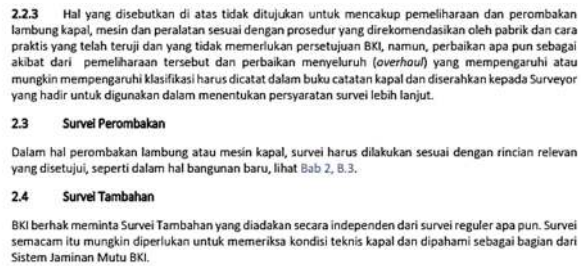 2.2.3 Hal yang disebutkan di atas tidak ditujukan untuk mencakup pemeliharaan dan perombakan
lambung kapal, mesin dan peralatan sesuai dengan prosedur yang direkomendasikan oleh pabrik dan cara
praktis yang telah teruji dan yang tidak memerlukan persetujuan BKI, namun, perbaikan apa pun sebagai
akibat dari pemeliharaan tersebut dan perbaikan menyeluruh (overhaul) yang mempengaruhi atau
mungkin mempengaruhi klasifikasi harus dicatat dalam buku catatan kapal dan diserahkan kepada Surveyor
yang hadir untuk digunakan dalam menentukan persyaratan survei lebih lanjut.
2.3 Survei Perombakan
Dalam hal perombakan lambung atau mesin kapal, survei harus dilakukan sesuai dengan rincian relevan
yang disetujui, seperti dalam hal bangunan baru, lihat Bab 2, B.3.
2.4 Survei Tambahan
BKI berhak meminta Survei Tambahan yang diadakan secara independen dari survei reguler apa pun. Survei
semacam itu mungkin diperlukan untuk memeriksa kondisi teknis kapal dan dipahami sebagai bagian dari
Sistem Jaminan Mutu BKI.